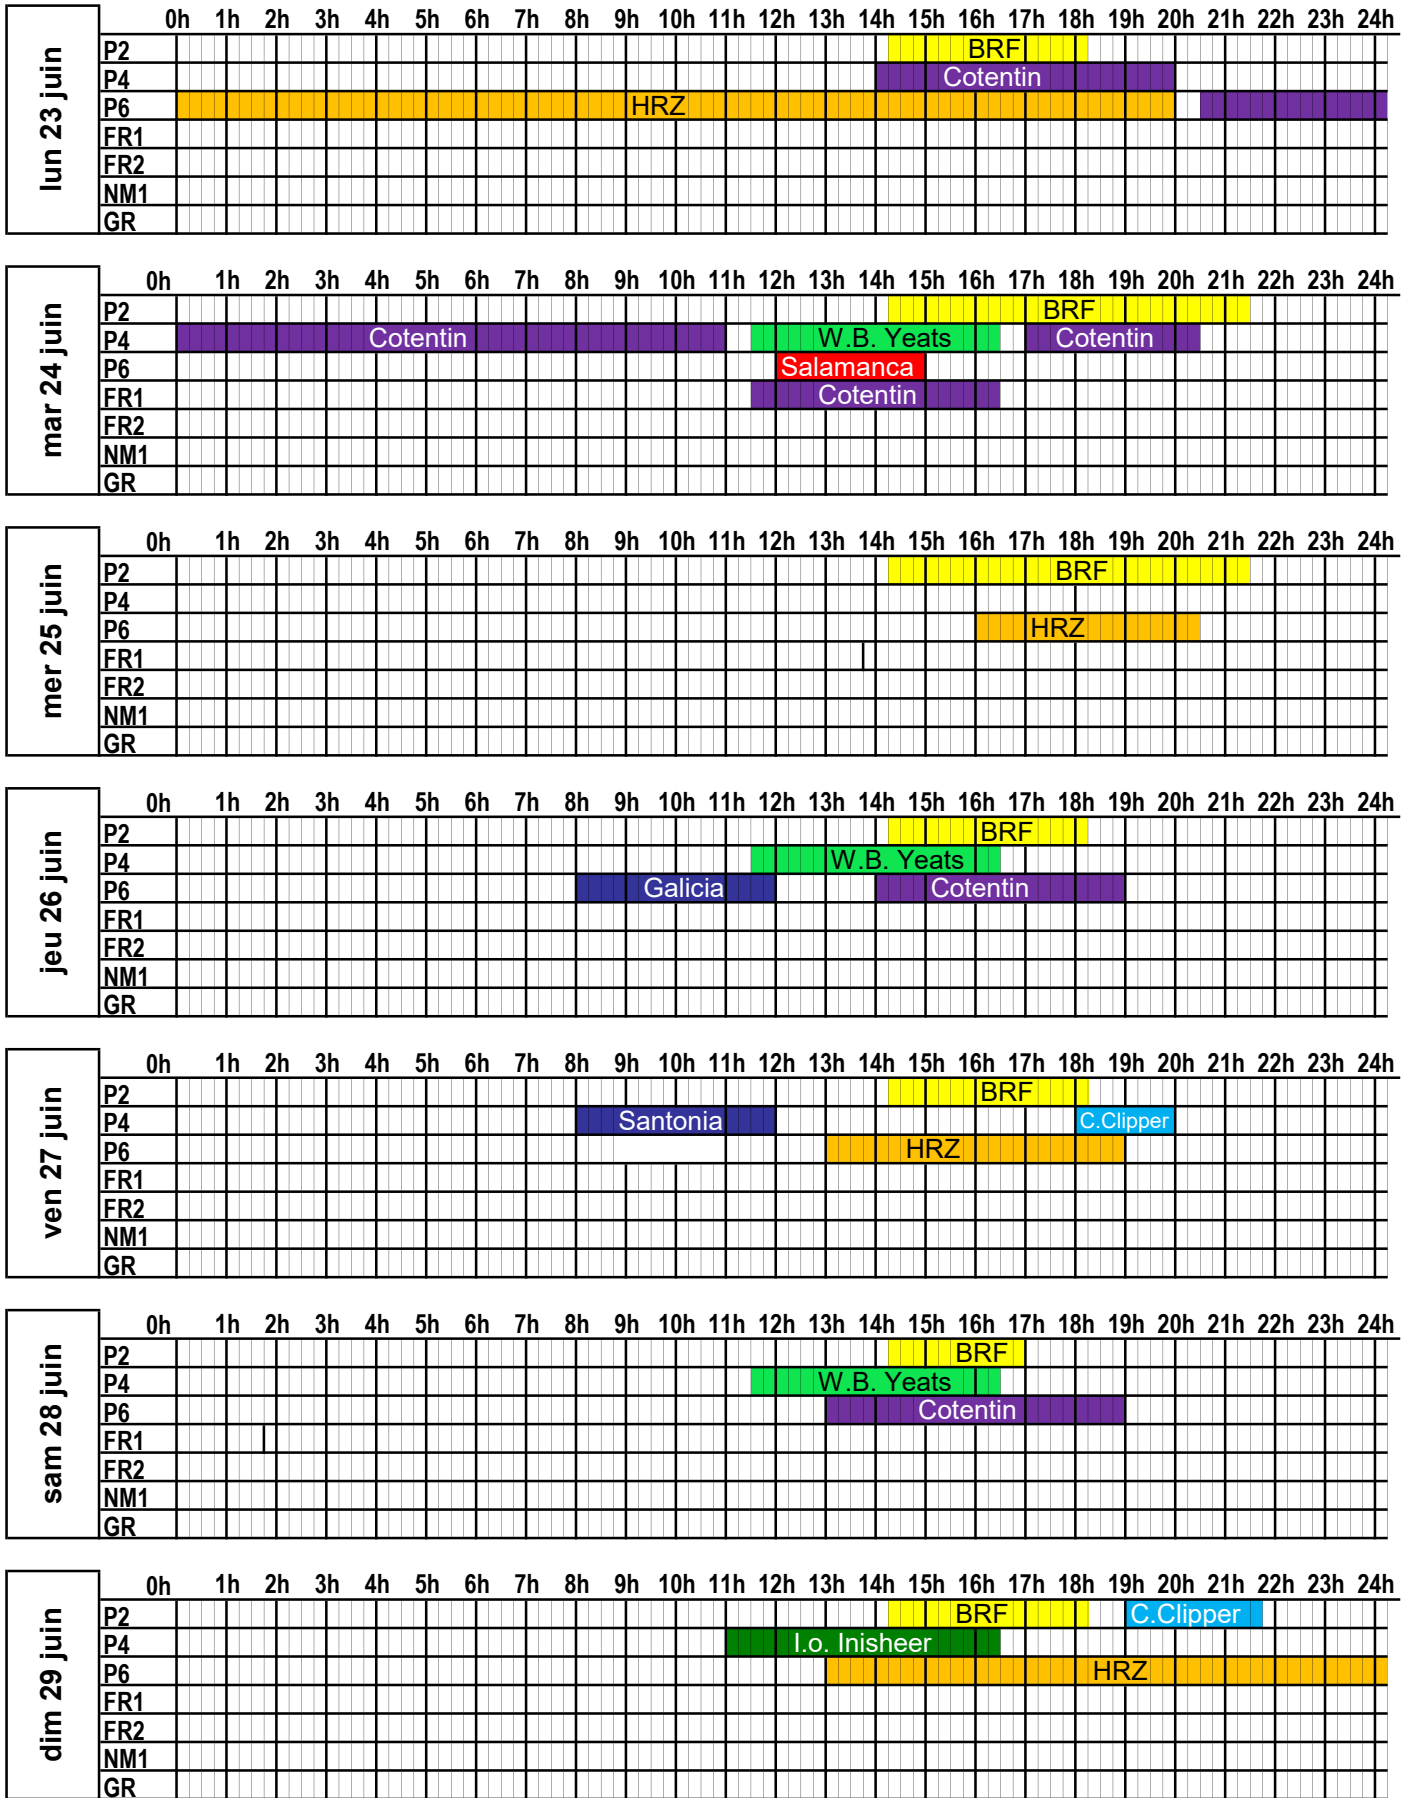 0h 1h 2h 3h 4h 5h 6h 7h 8h 9h 10h 11h 12h 13h 14h 15h 16h 17h 18h 19h 20h 21h 22h 23h 24h
lun 23 juin
P2 BRF
P4 Cotentin
P6 HRZ
FR1
FR2
NM1
GR
0h 1h 2h 3h 4h 5h 6h 7h 8h 9h 10h 11h 12h 13h 14h 15h 16h 17h 18h 19h 20h 21h 22h 23h 24h
mar 24 juin
P2 BRF
P4 Cotentin W.B. Yeats Cotentin
P6 Salamanca
FR1 Cotentin
FR2
NM1
GR
0h 1h 2h 3h 4h 5h 6h 7h 8h 9h 10h 11h 12h 13h 14h 15h 16h 17h 18h 19h 20h 21h 22h 23h 24h
mer 25 juin
P2 BRF
P4
P6 HRZ
FR1
FR2
NM1
GR
0h 1h 2h 3h 4h 5h 6h 7h 8h 9h 10h 11h 12h 13h 14h 15h 16h 17h 18h 19h 20h 21h 22h 23h 24h
jeu 26 juin
P2 BRF
P4 W.B. Yeats
P6 Galicia Cotentin
FR1
FR2
NM1
GR
0h 1h 2h 3h 4h 5h 6h 7h 8h 9h 10h 11h 12h 13h 14h 15h 16h 17h 18h 19h 20h 21h 22h 23h 24h
ven 27 juin
P2 BRF
P4 Santonia C.Clipper
P6 HRZ
FR1
FR2
NM1
GR
0h 1h 2h 3h 4h 5h 6h 7h 8h 9h 10h 11h 12h 13h 14h 15h 16h 17h 18h 19h 20h 21h 22h 23h 24h
sam 28 juin
P2 BRF
P4 W.B. Yeats
P6 Cotentin
FR1
FR2
NM1
GR
0h 1h 2h 3h 4h 5h 6h 7h 8h 9h 10h 11h 12h 13h 14h 15h 16h 17h 18h 19h 20h 21h 22h 23h 24h
dim 29 juin
P2 BRF C.Clipper
P4 I.o. Inisheer
P6 HRZ
FR1
FR2
NM1
GR